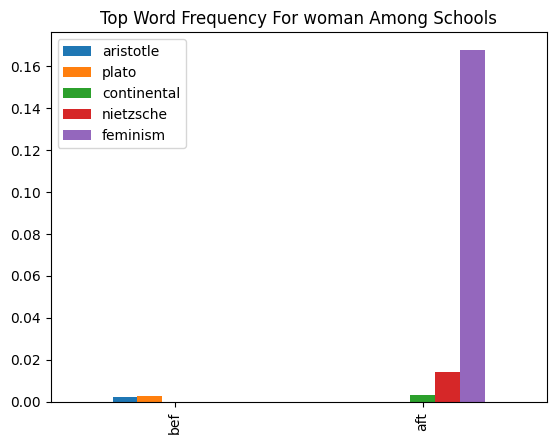 Top Word Frequency For woman Among Schools
aristotle
plato
continental
nietzsche
feminism
0.16
0.14
0.12
0.10
0.08
0.06
0.04
0.02
0.00
bef
aft